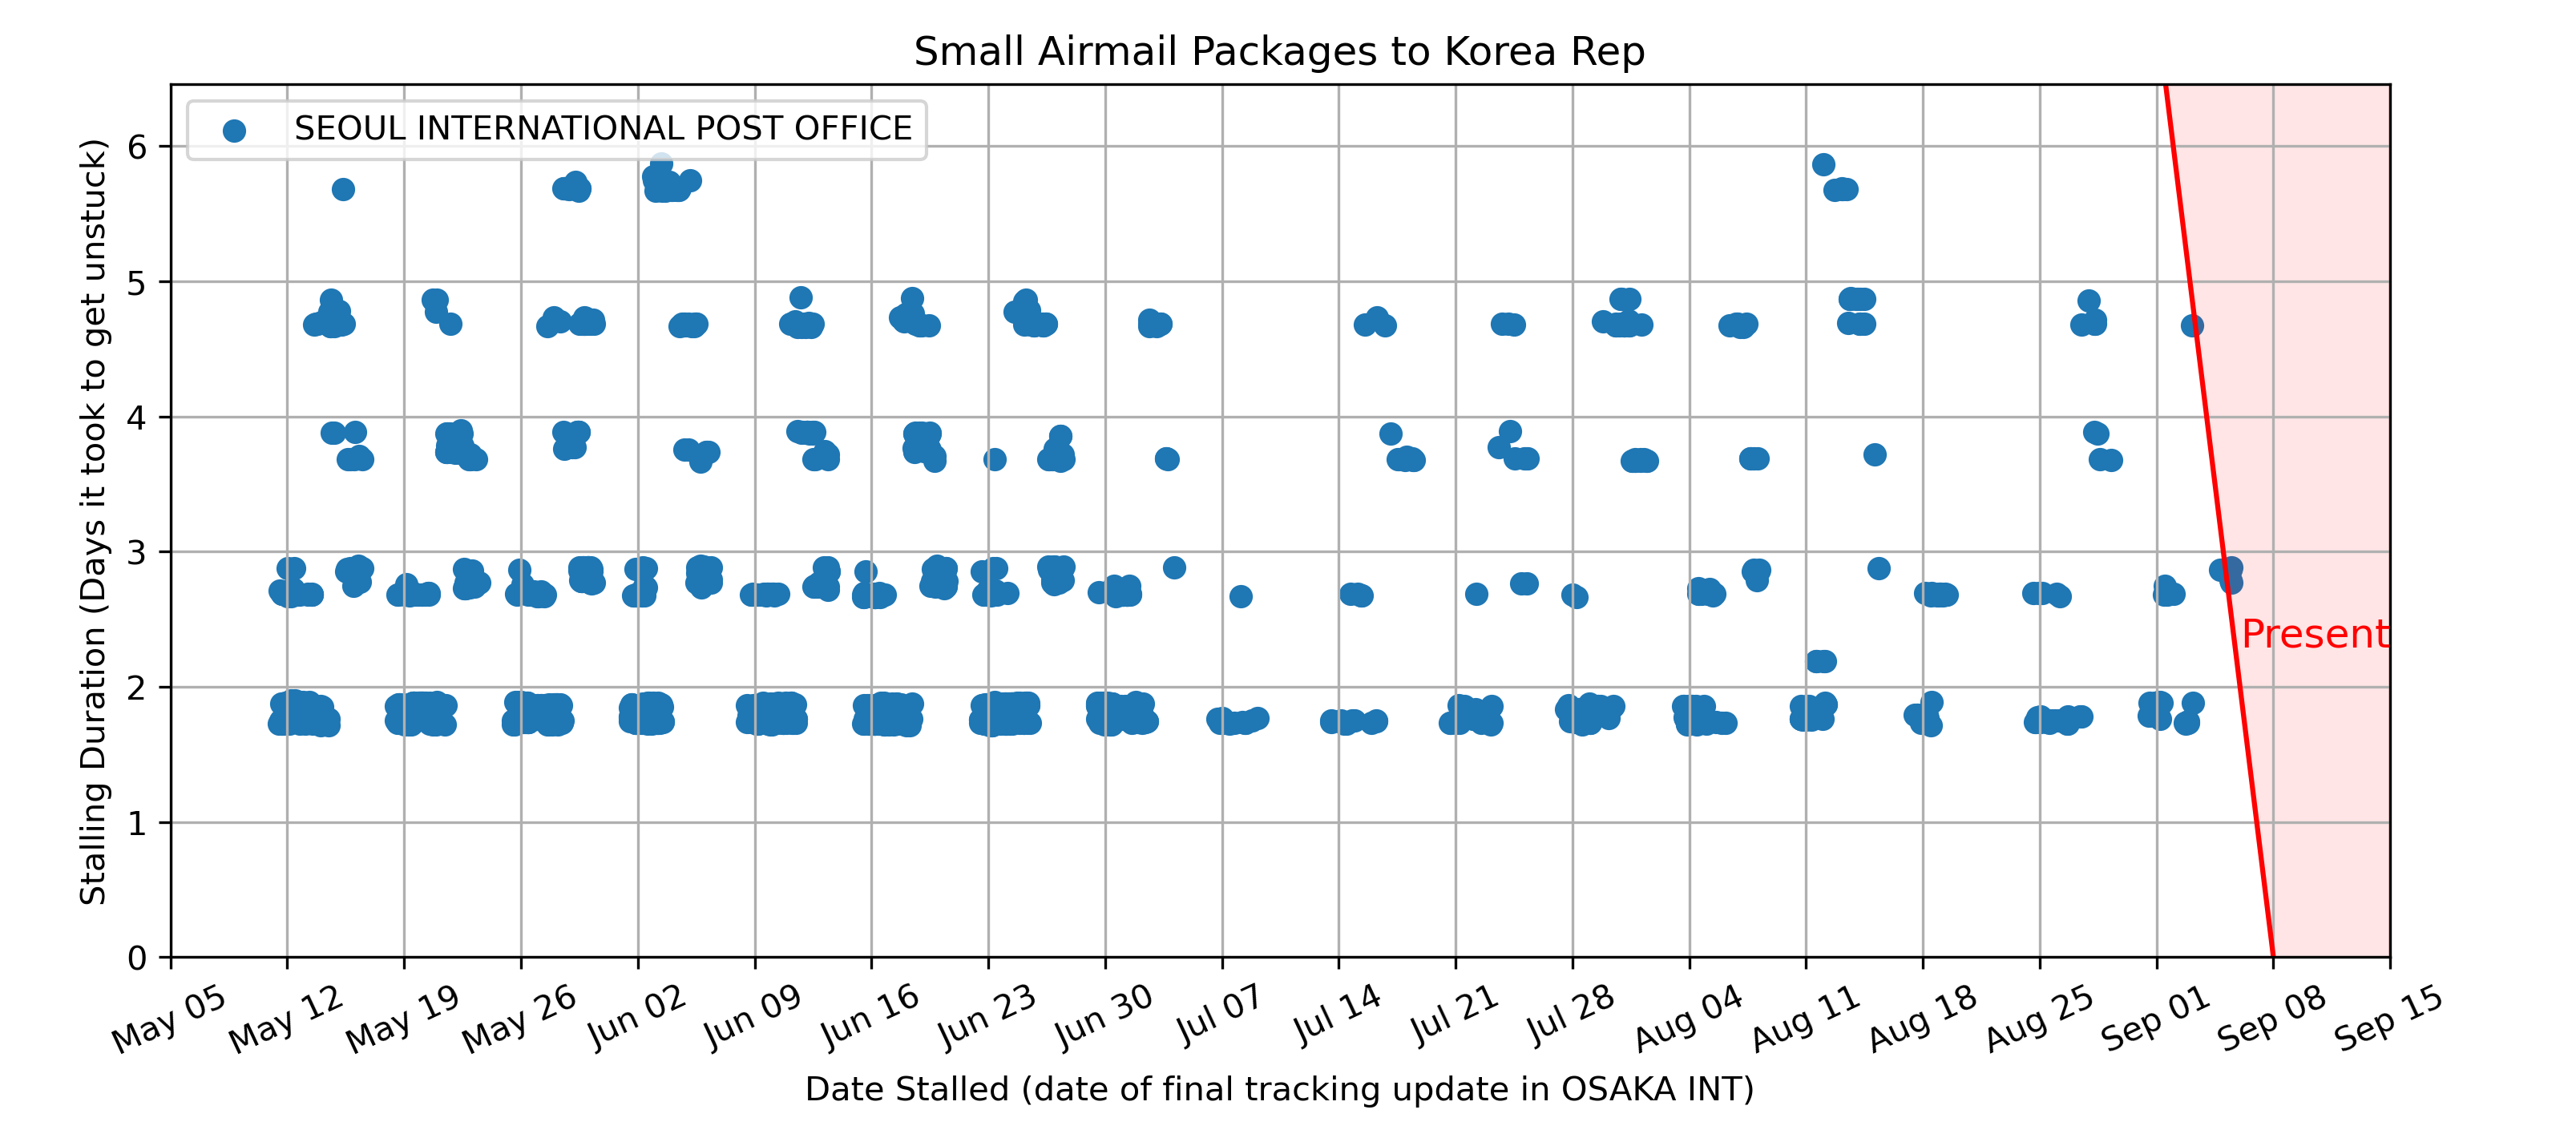 Small Airmail Packages to Korea Rep
SEOUL INTERNATIONAL POST OFFICE
Stalling Duration (Days it took to get unstuck)
6
5
4
3
2
1
0
Present
May 05
May 12
May 19
May 26
Jun 02
Jun 09
Jun 16
Jun 23
Jun 30
Jul 07
Jul 14
Jul 21
Jul 28
Aug 04
Aug 11
Aug 18
Aug 25
Sep 01
Sep 08
Sep 15
Date Stalled (date of final tracking update in OSAKA INT)